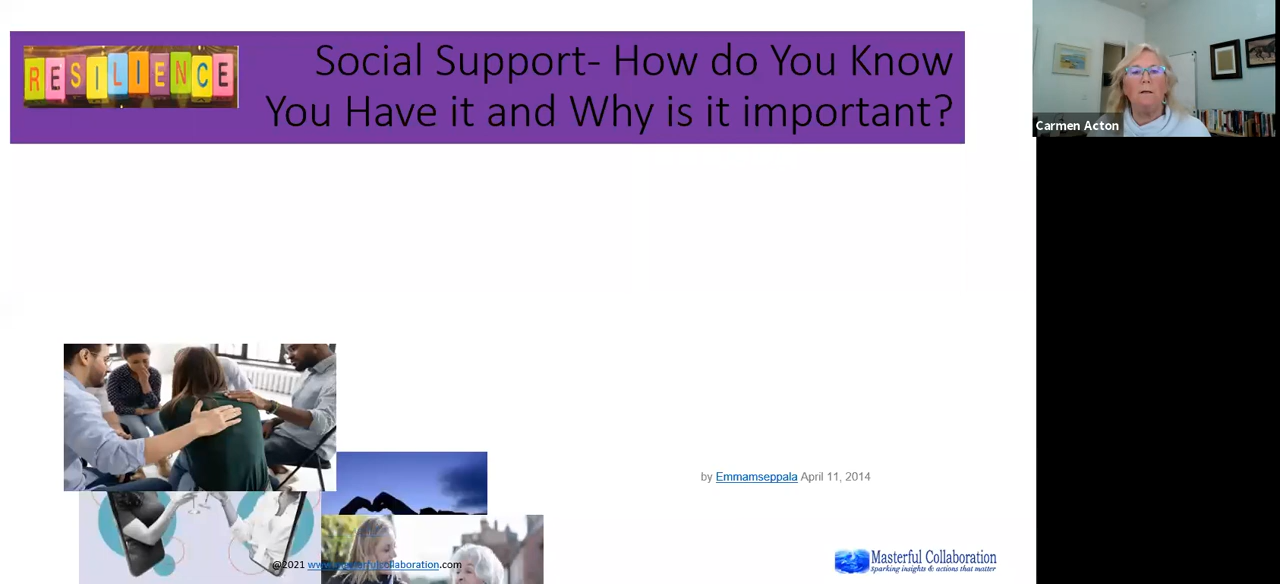 RESILIENCE
Social Support- How do You Know
You Have it and Why is it important?
Carmen Acton
by Emmamseppala April 11, 2014
@2021 www.masterfulcollaboration.com
Masterful Collaboration
Sparking insights & actions that matter